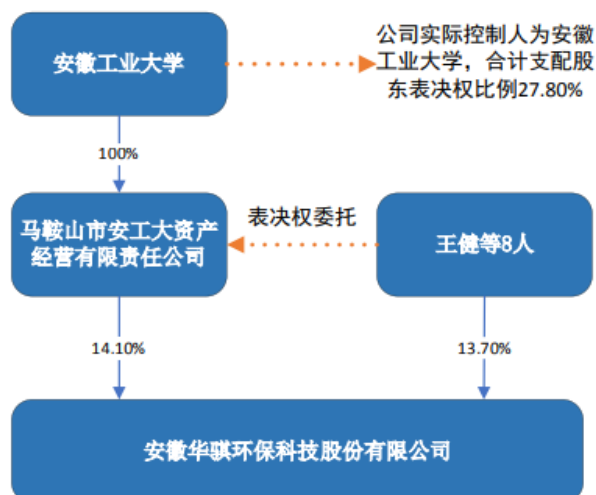 安徽工业大学
公司实际控制人为安徽
工业大学，合计支配股
东表决权比例27.80%
100%
马鞍山市安工大资产
经营有限责任公司
表决权委托
王健等8人
14.10%
13.70%
安徽华骐环保科技股份有限公司